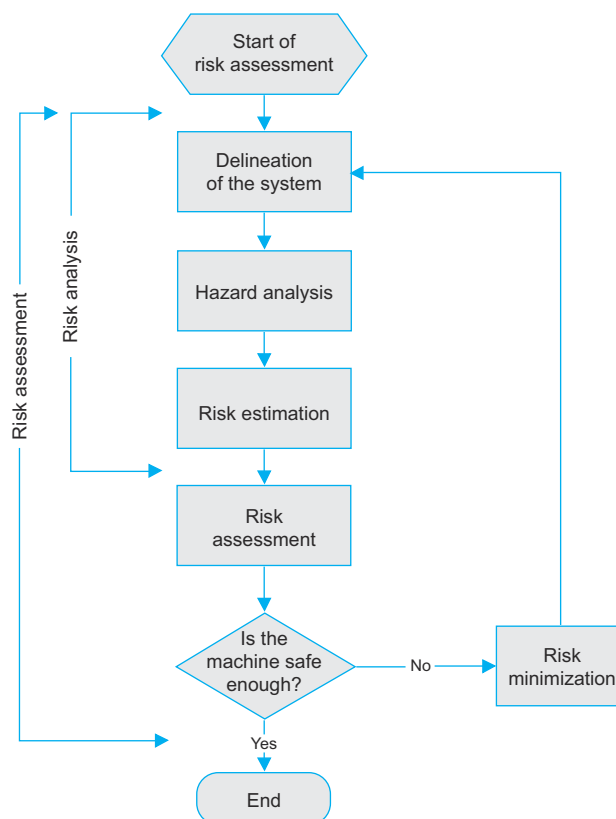 Start of
risk assessment
Delineation
of the system
Hazard analysis
Risk estimation
Risk
assessment
Is the
machine safe
enough?
No
Risk
minimization
Yes
End
Risk analysis
Risk assessment